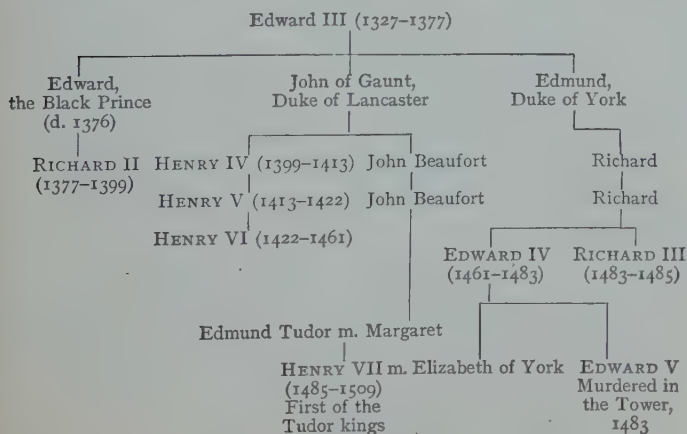 Edward III (1327–1377)
Edward,
the Black Prince
(d. 1376)
John of Gaunt,
Duke of Lancaster
Edmund,
Duke of York
RICHARD II
(1377–1399)
HENRY IV (1399–1413) John Beaufort Richard
HENRY V (1413–1422) John Beaufort Richard
HENRY VI (1422–1461)
EDWARD IV
(1461–1483)
RICHARD III
(1483–1485)
Edmund Tudor m. Margaret
HENRY VII m. Elizabeth of York
(1485–1509)
First of the
Tudor kings
EDWARD V
Murdered in
the Tower,
1483